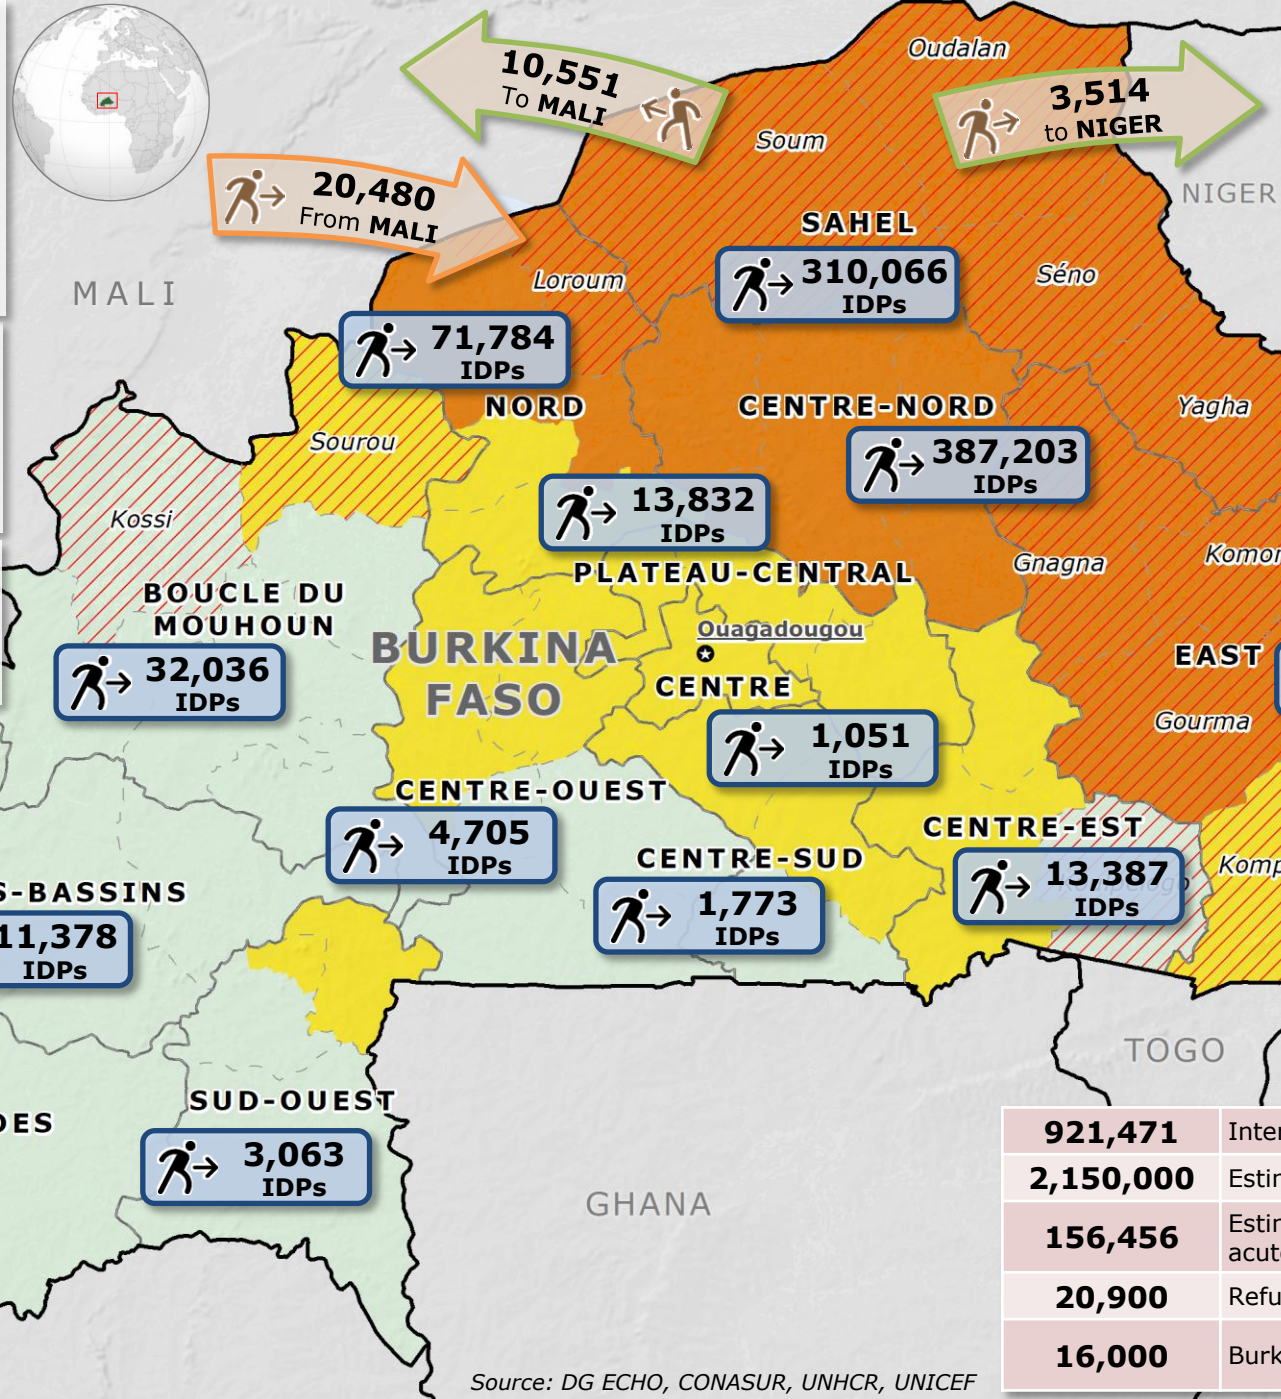 Oudalan
10,551
To MALI
3,514
to NIGER
Soum
20,480
From MALI
NIGER
SAHEL
310,066
IDPs
Séno
Loroum
MALI
71,784
IDPs
NORD
CENTRE-NORD
Yagha
Sourou
387,203
IDPs
13,832
IDPs
Kossi
Gnagna
PLATEAU-CENTRAL
BOUCLE DU
MOUHOUN
Ouagadougou
BURKINA
FASO
32,036
IDPs
EAST
CENTRE
Gourma
1,051
IDPs
CENTRE-OUEST
4,705
IDPs
CENTRE-EST
CENTRE-SUD
13,387
IDPs
S-BASSINS
1,773
IDPs
11,378
IDPs
TOGO
SUD-OUEST
DES
3,063
IDPs
GHANA
921,471
2,150,000
156,456
20,900
16,000
Source: DG ECHO, CONASUR, UNHCR, UNICEF